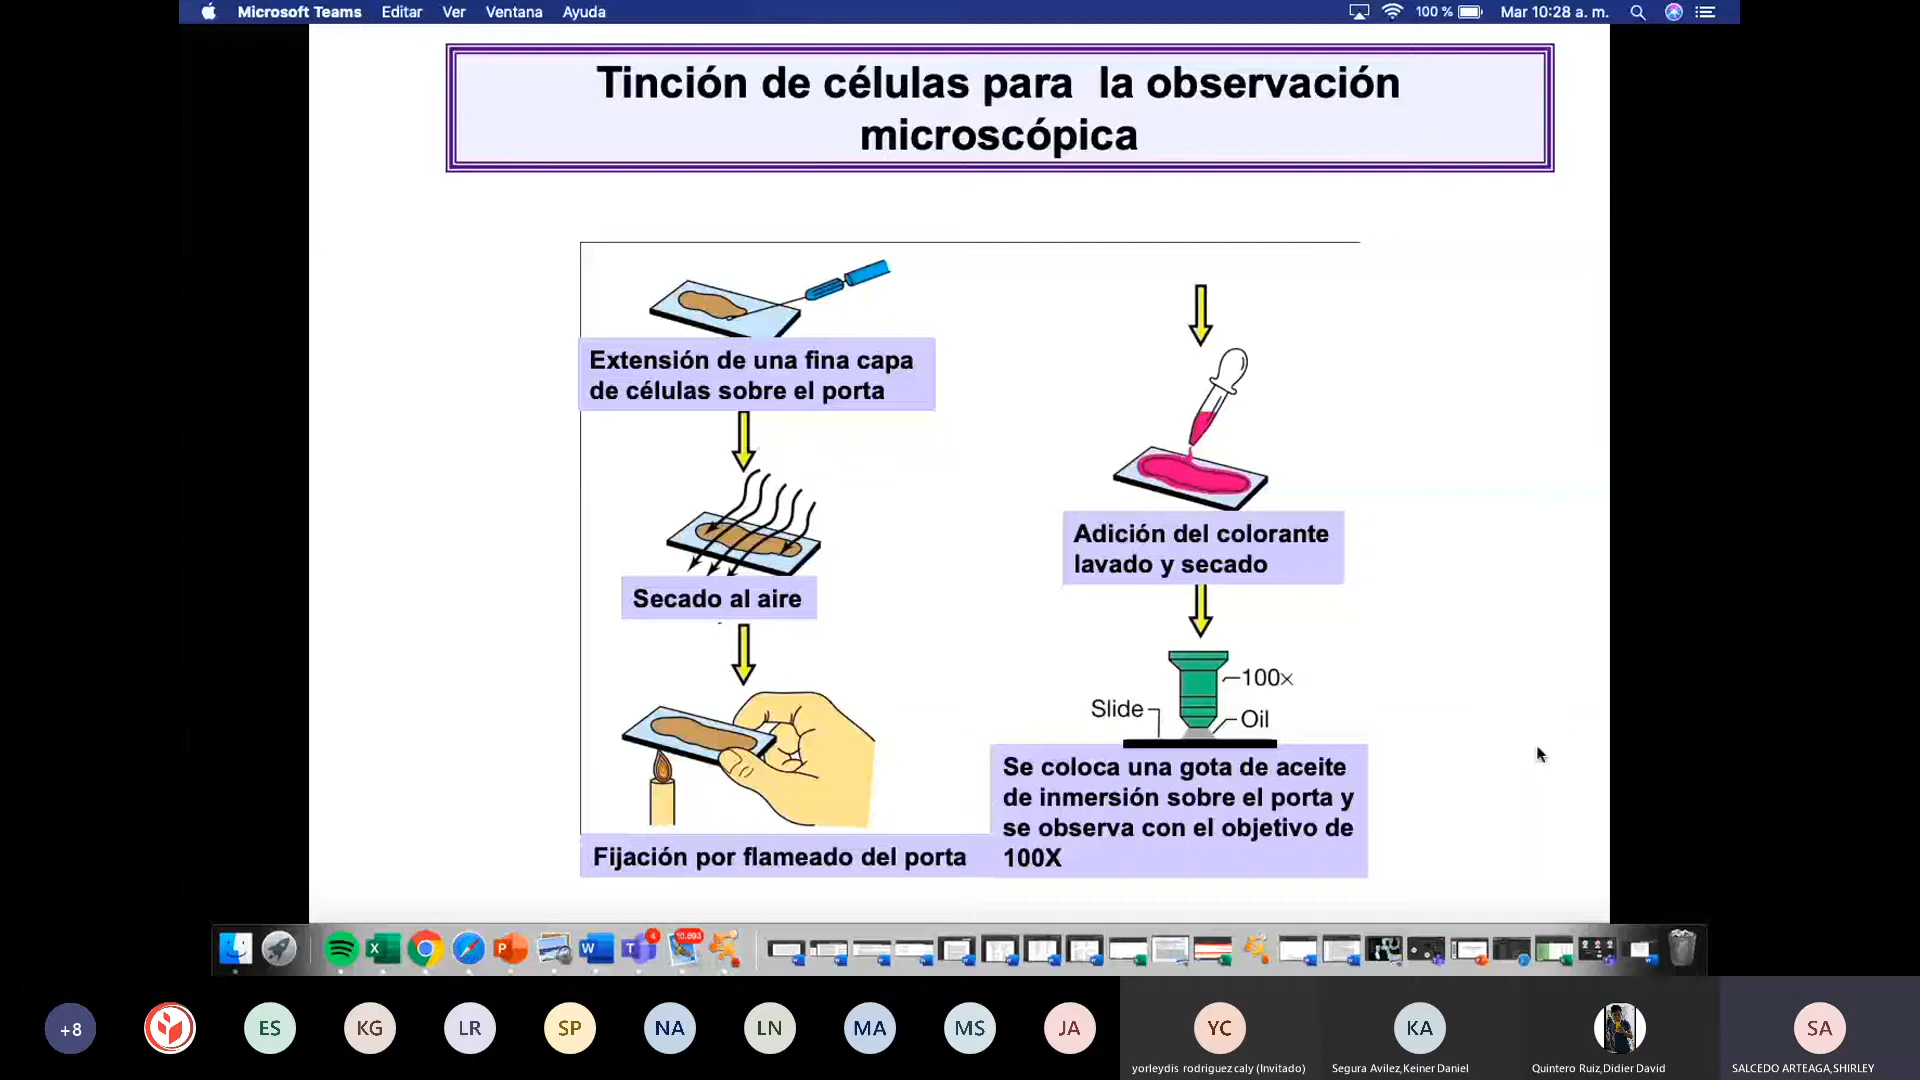 Microsoft Teams Editar Ver Ventana Ayuda 100 % Mar 10:28 a. m.
Tinción de células para la observación
microscópica
Extensión de una fina capa
de células sobre el porta
Secado al aire
Fijación por flameado del porta
Adición del colorante
lavado y secado
100x
Slide
Oil
Se coloca una gota de aceite
de inmersión sobre el porta y
se observa con el objetivo de
100X
4 10.693
+8 ES KG LR SP NA LN MA MS JA YC KA SA
yorleydis rodriguez caly (Invitado) Segura Avilez,Keiner Daniel Quintero Ruiz,Didier David SALCEDO ARTEAGA,SHIRLEY